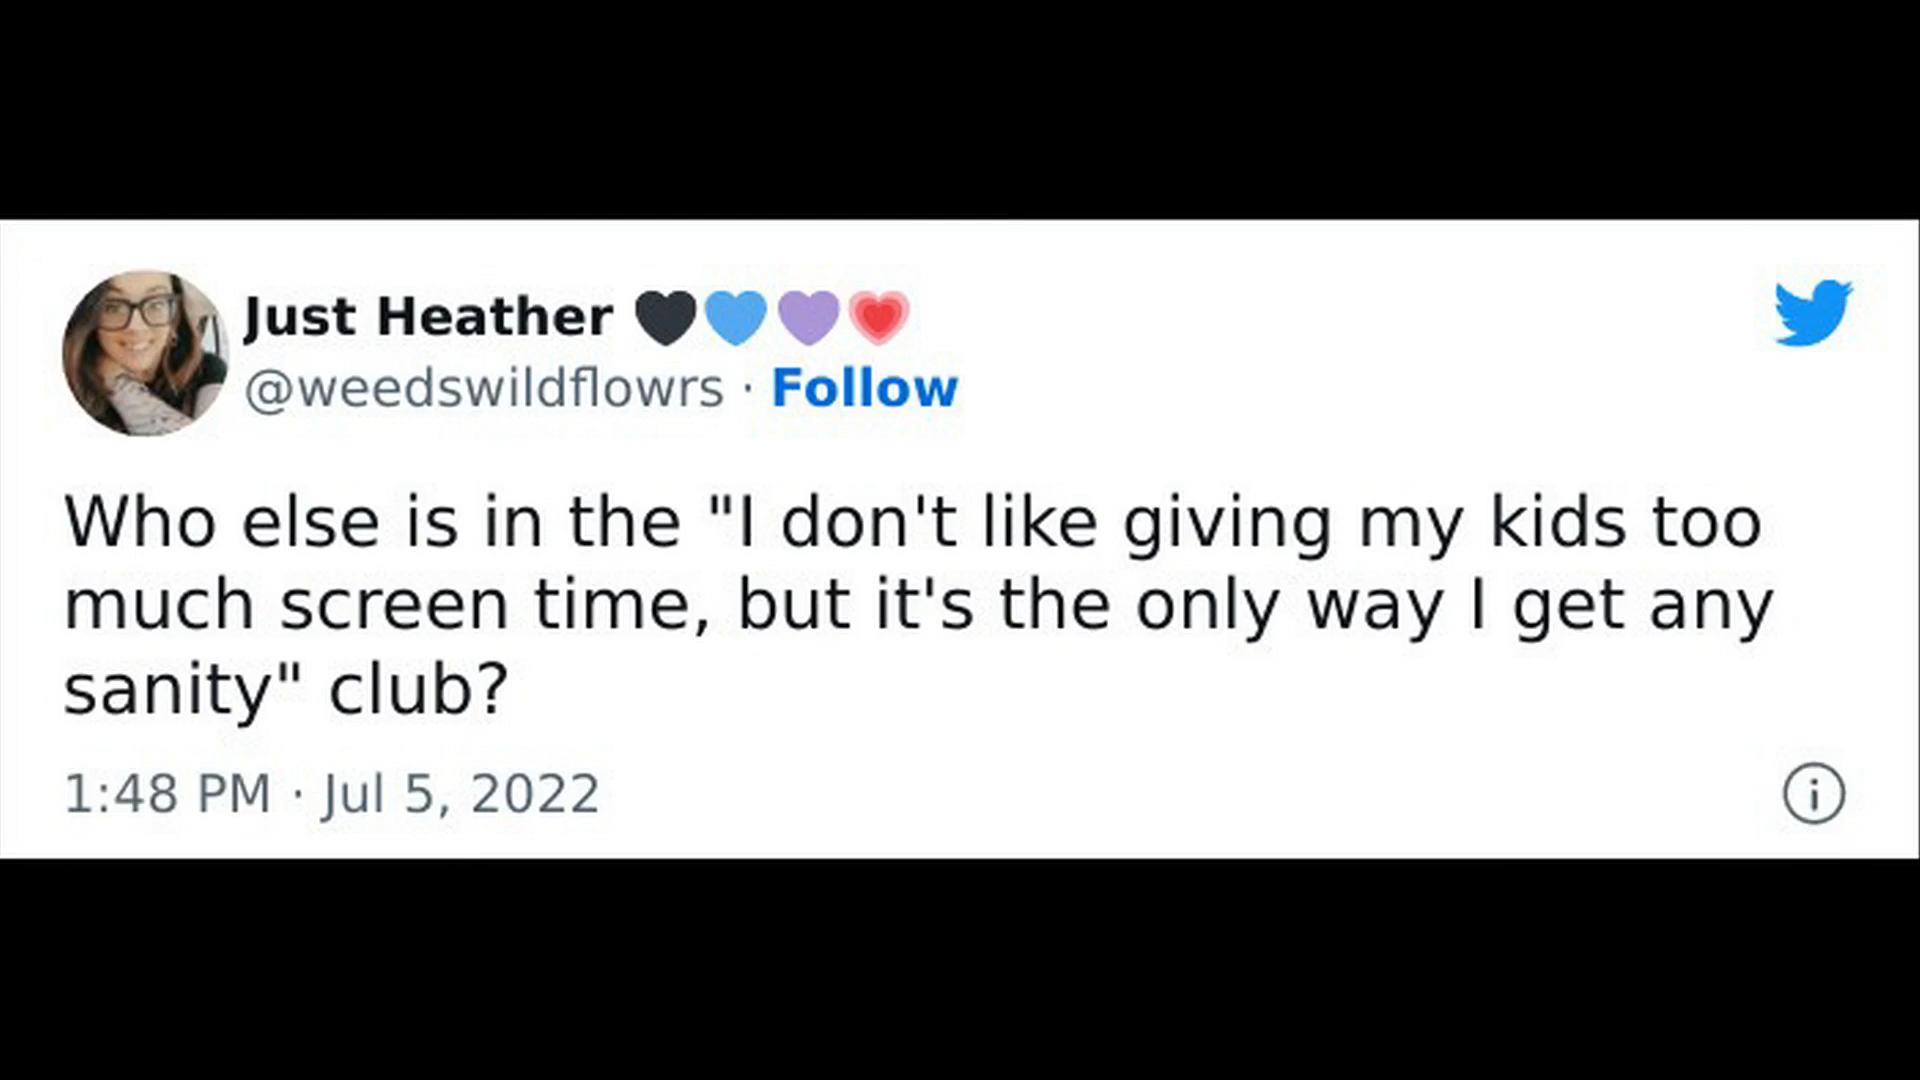 Just Heather 🖤💙💜💗
@weedswildflowrs · Follow
Who else is in the "I don't like giving my kids too
much screen time, but it's the only way I get any
sanity" club?
1:48 PM · Jul 5, 2022